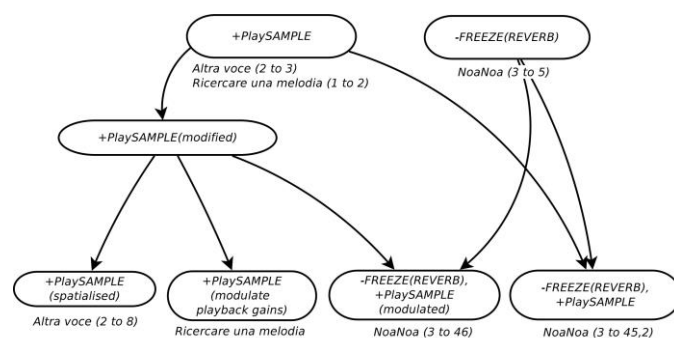 +PlaySAMPLE
-FREEZE(REVERB)
Altra voce (2 to 3)
Ricercare una melodia (1 to 2)
NoaNoa (3 to 5)
+PlaySAMPLE(modified)
+PlaySAMPLE
(spatialised)
Altra voce (2 to 8)
+PlaySAMPLE
(modulate
playback gains)
Ricercare una melodia
-FREEZE(REVERB),
+PlaySAMPLE
(modulated)
NoaNoa (3 to 46)
-FREEZE(REVERB),
+PlaySAMPLE
NoaNoa (3 to 45,2)